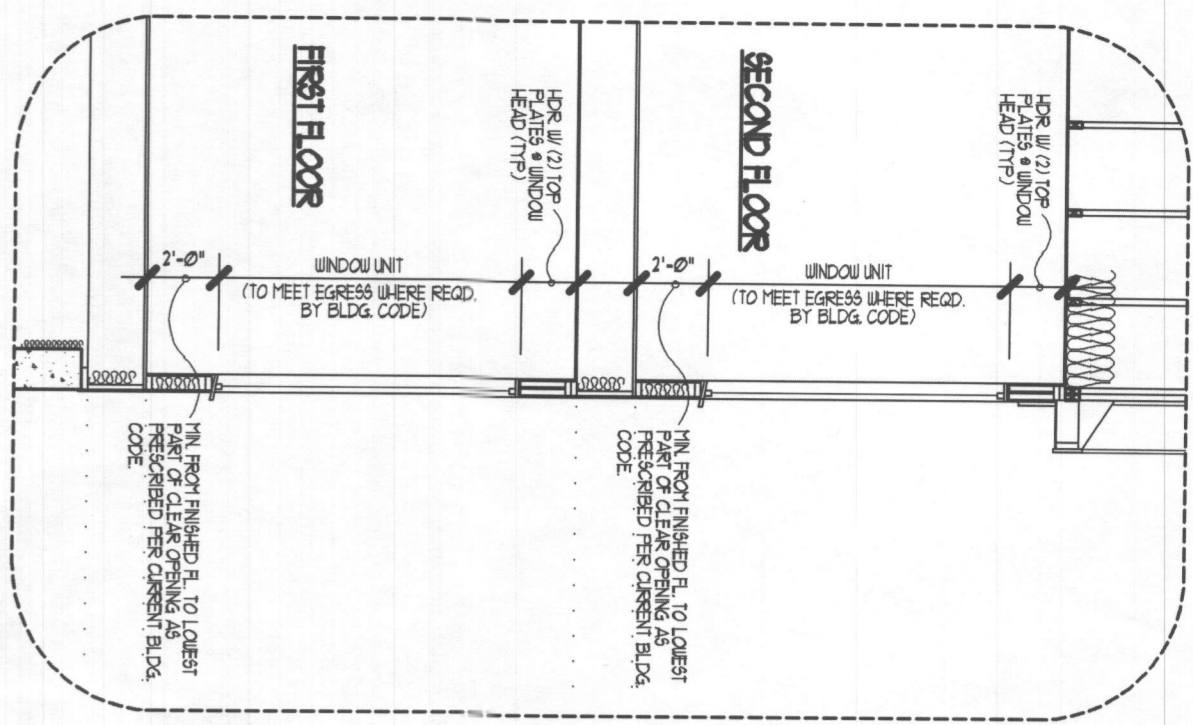 HDR W/ (2) TOP
PLATES @ WINDOW
HEAD (TYP.)
SECOND FLOOR
WINDOW UNIT
(TO MEET EGRESS WHERE REQD.
BY BLDG. CODE)
2'-0"
MIN. FROM FINISHED FL. TO LOWEST
PART OF CLEAR OPENING AS
PRESCRIBED PER CURRENT BLDG.
CODE.
HDR W/ (2) TOP
PLATES @ WINDOW
HEAD (TYP.)
FIRST FLOOR
WINDOW UNIT
(TO MEET EGRESS WHERE REQD.
BY BLDG. CODE)
2'-0"
MIN. FROM FINISHED FL. TO LOWEST
PART OF CLEAR OPENING AS
PRESCRIBED PER CURRENT BLDG.
CODE.